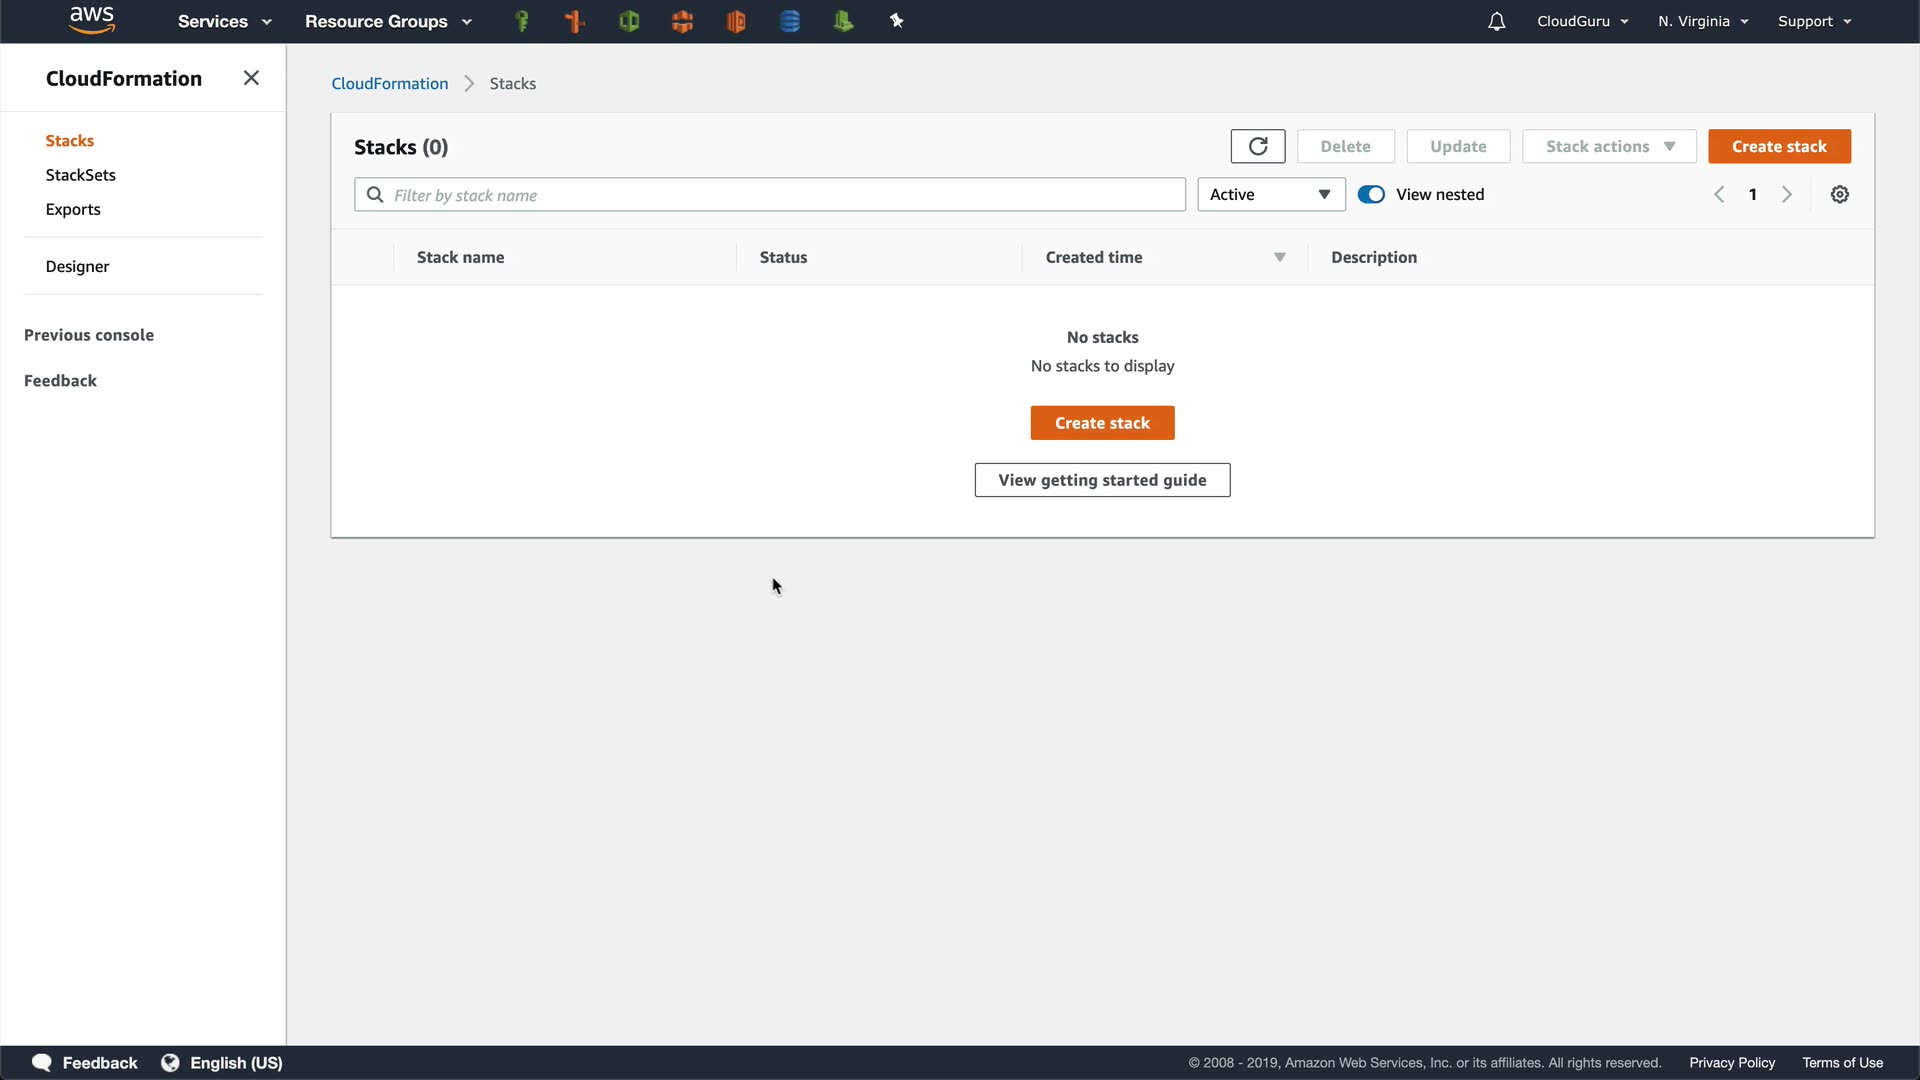 aws Services Resource Groups CloudGuru N. Virginia Support
CloudFormation
Stacks
StackSets
Exports
Designer
Previous console
Feedback
CloudFormation Stacks
Stacks (0) Delete Update Stack actions Create stack
Filter by stack name Active View nested 1
Stack name Status Created time Description
No stacks
No stacks to display
Create stack
View getting started guide
Feedback English (US) © 2008 - 2019, Amazon Web Services, Inc. or its affiliates. All rights reserved. Privacy Policy Terms of Use